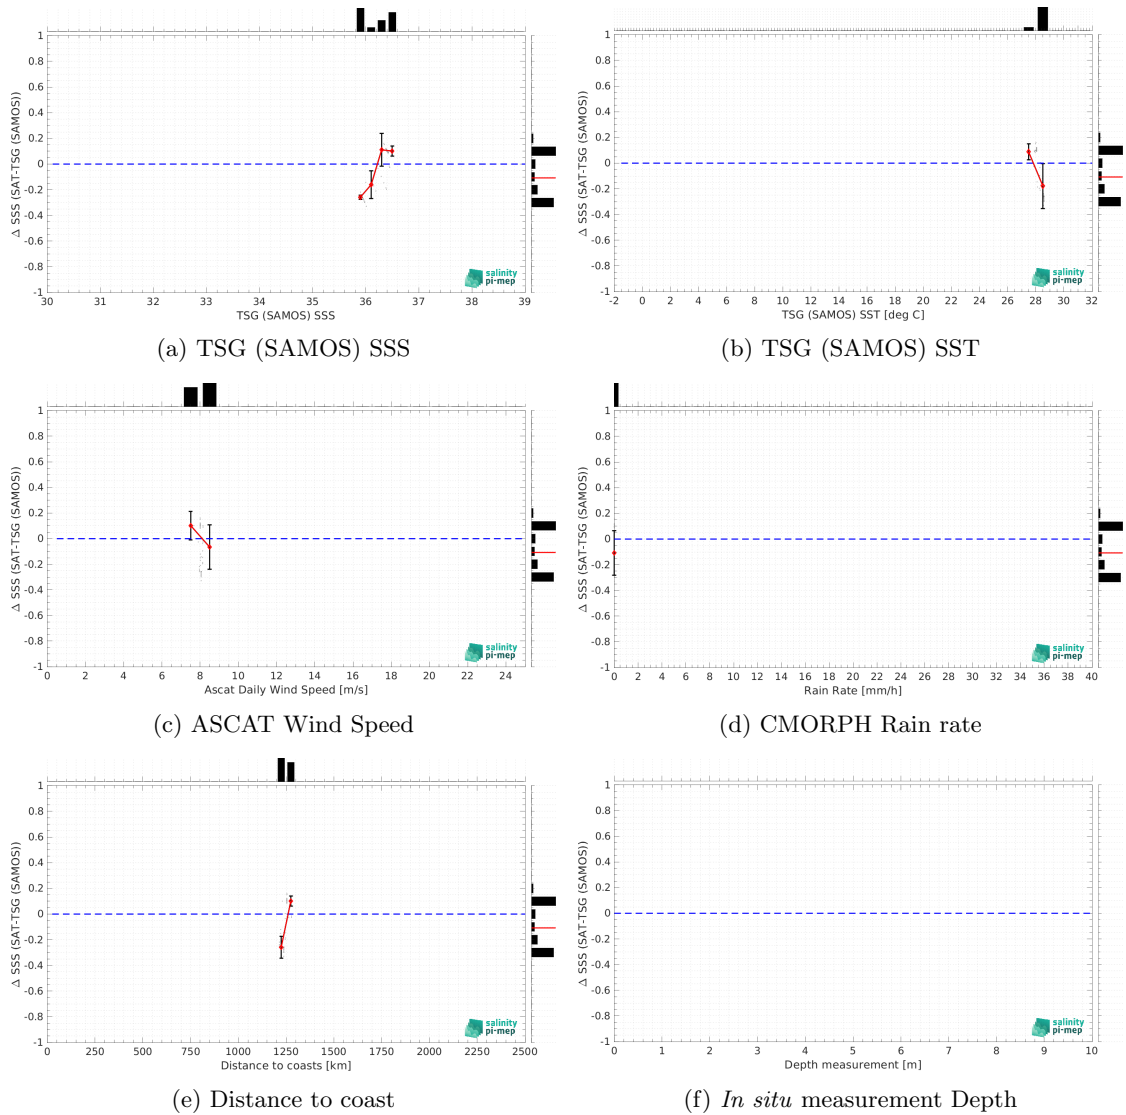 1
0.8
0.6
0.4
0.2
0
-0.2
-0.4
-0.6
-0.8
-1
Δ SSS (SAT-TSG (SAMOS))
30 31 32 33 34 35 36 37 38 39
TSG (SAMOS) SSS
salinity
pi-mep
(a) TSG (SAMOS) SSS
1
0.8
0.6
0.4
0.2
0
-0.2
-0.4
-0.6
-0.8
-1
Δ SSS (SAT-TSG (SAMOS))
-2 0 2 4 6 8 10 12 14 16 18 20 22 24 26 28 30 32
TSG (SAMOS) SST [deg C]
salinity
pi-mep
(b) TSG (SAMOS) SST
1
0.8
0.6
0.4
0.2
0
-0.2
-0.4
-0.6
-0.8
-1
Δ SSS (SAT-TSG (SAMOS))
0 2 4 6 8 10 12 14 16 18 20 22 24
Ascat Daily Wind Speed [m/s]
salinity
pi-mep
(c) ASCAT Wind Speed
1
0.8
0.6
0.4
0.2
0
-0.2
-0.4
-0.6
-0.8
-1
Δ SSS (SAT-TSG (SAMOS))
0 2 4 6 8 10 12 14 16 18 20 22 24 26 28 30 32 34 36 38 40
Rain Rate [mm/h]
salinity
pi-mep
(d) CMORPH Rain rate
1
0.8
0.6
0.4
0.2
0
-0.2
-0.4
-0.6
-0.8
-1
Δ SSS (SAT-TSG (SAMOS))
0 250 500 750 1000 1250 1500 1750 2000 2250 2500
Distance to coasts [km]
salinity
pi-mep
(e) Distance to coast
1
0.8
0.6
0.4
0.2
0
-0.2
-0.4
-0.6
-0.8
-1
Δ SSS (SAT-TSG (SAMOS))
0 1 2 3 4 5 6 7 8 9 10
Depth measurement [m]
salinity
pi-mep
(f) In situ measurement Depth